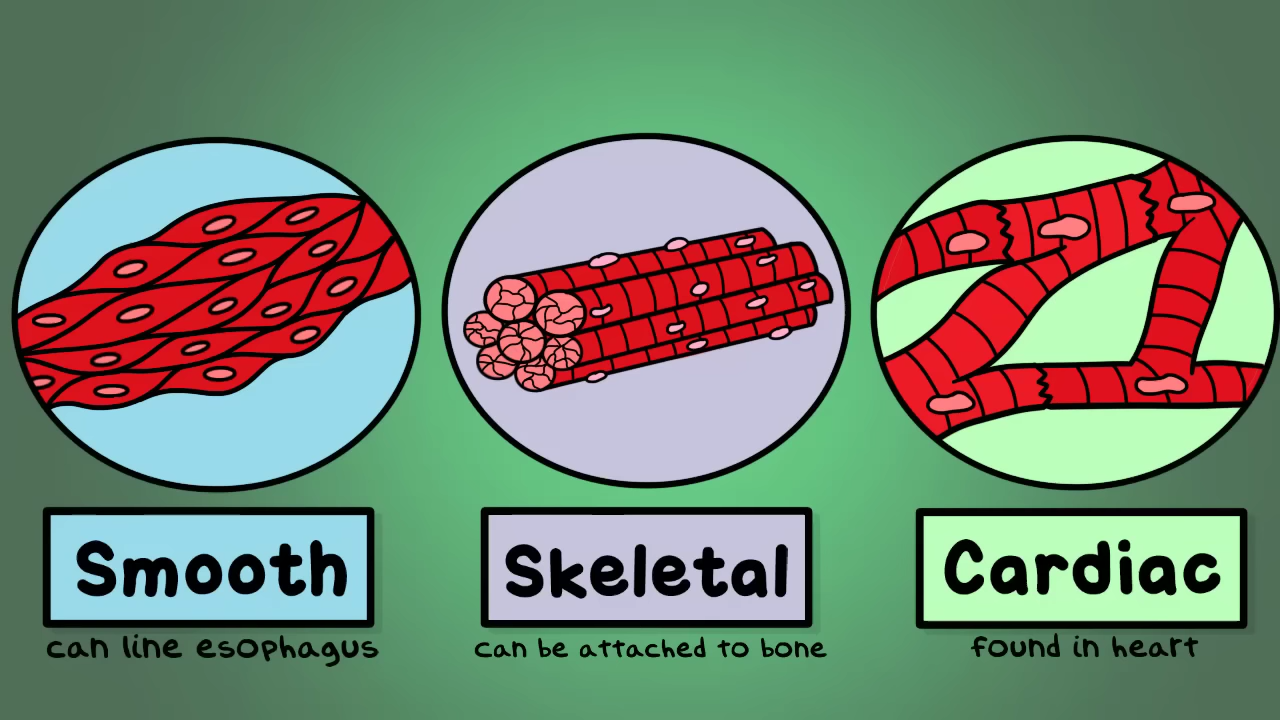 Smooth
can line esophagus
Skeletal
can be attached to bone
Cardiac
found in heart